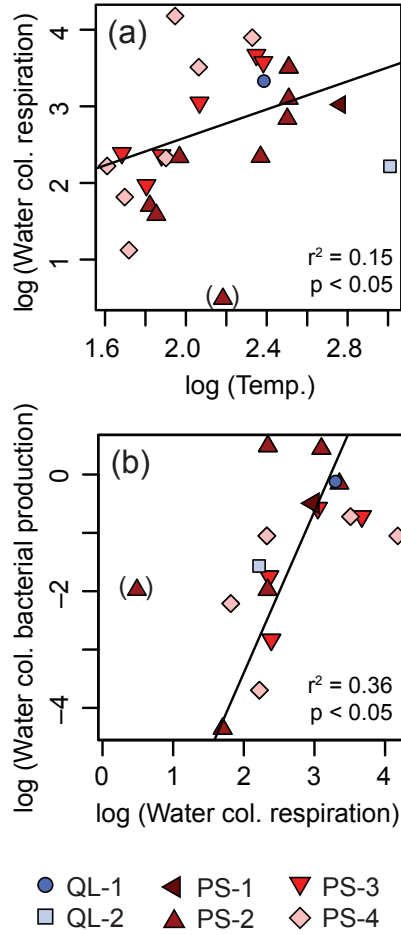 (a)
log (Water col. respiration)
4
3
2
1
( )
r² = 0.15
p < 0.05
1.6 2.0 2.4 2.8
log (Temp.)
(b)
log (Water col. bacterial production)
0
−2
−4
( )
r² = 0.36
p < 0.05
0 1 2 3 4
log (Water col. respiration)
QL-1 PS-1 PS-3
QL-2 PS-2 PS-4